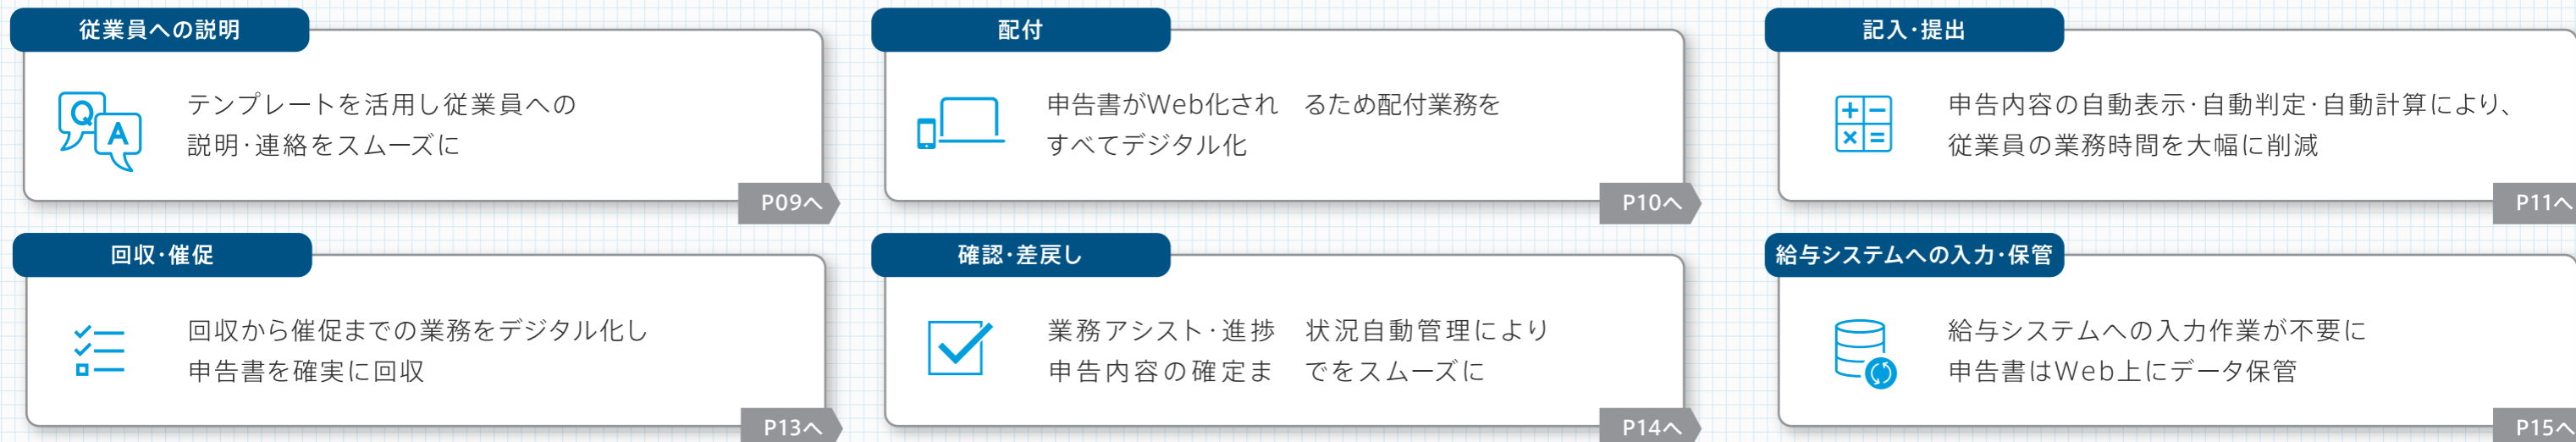 従業員への説明
Q
A
テンプレートを活用し従業員への
説明・連絡をスムーズに
P09へ
配付
申告書がWeb化され るため配付業務を
すべてデジタル化
P10へ
記入・提出
申告内容の自動表示・自動判定・自動計算により、
従業員の業務時間を大幅に削減
P11へ
回収・催促
回収から催促までの業務をデジタル化し
申告書を確実に回収
P13へ
確認・差戻し
業務アシスト・進捗 状況自動管理により
申告内容の確定ま でをスムーズに
P14へ
給与システムへの入力・保管
給与システムへの入力作業が不要に
申告書はWeb上にデータ保管
P15へ